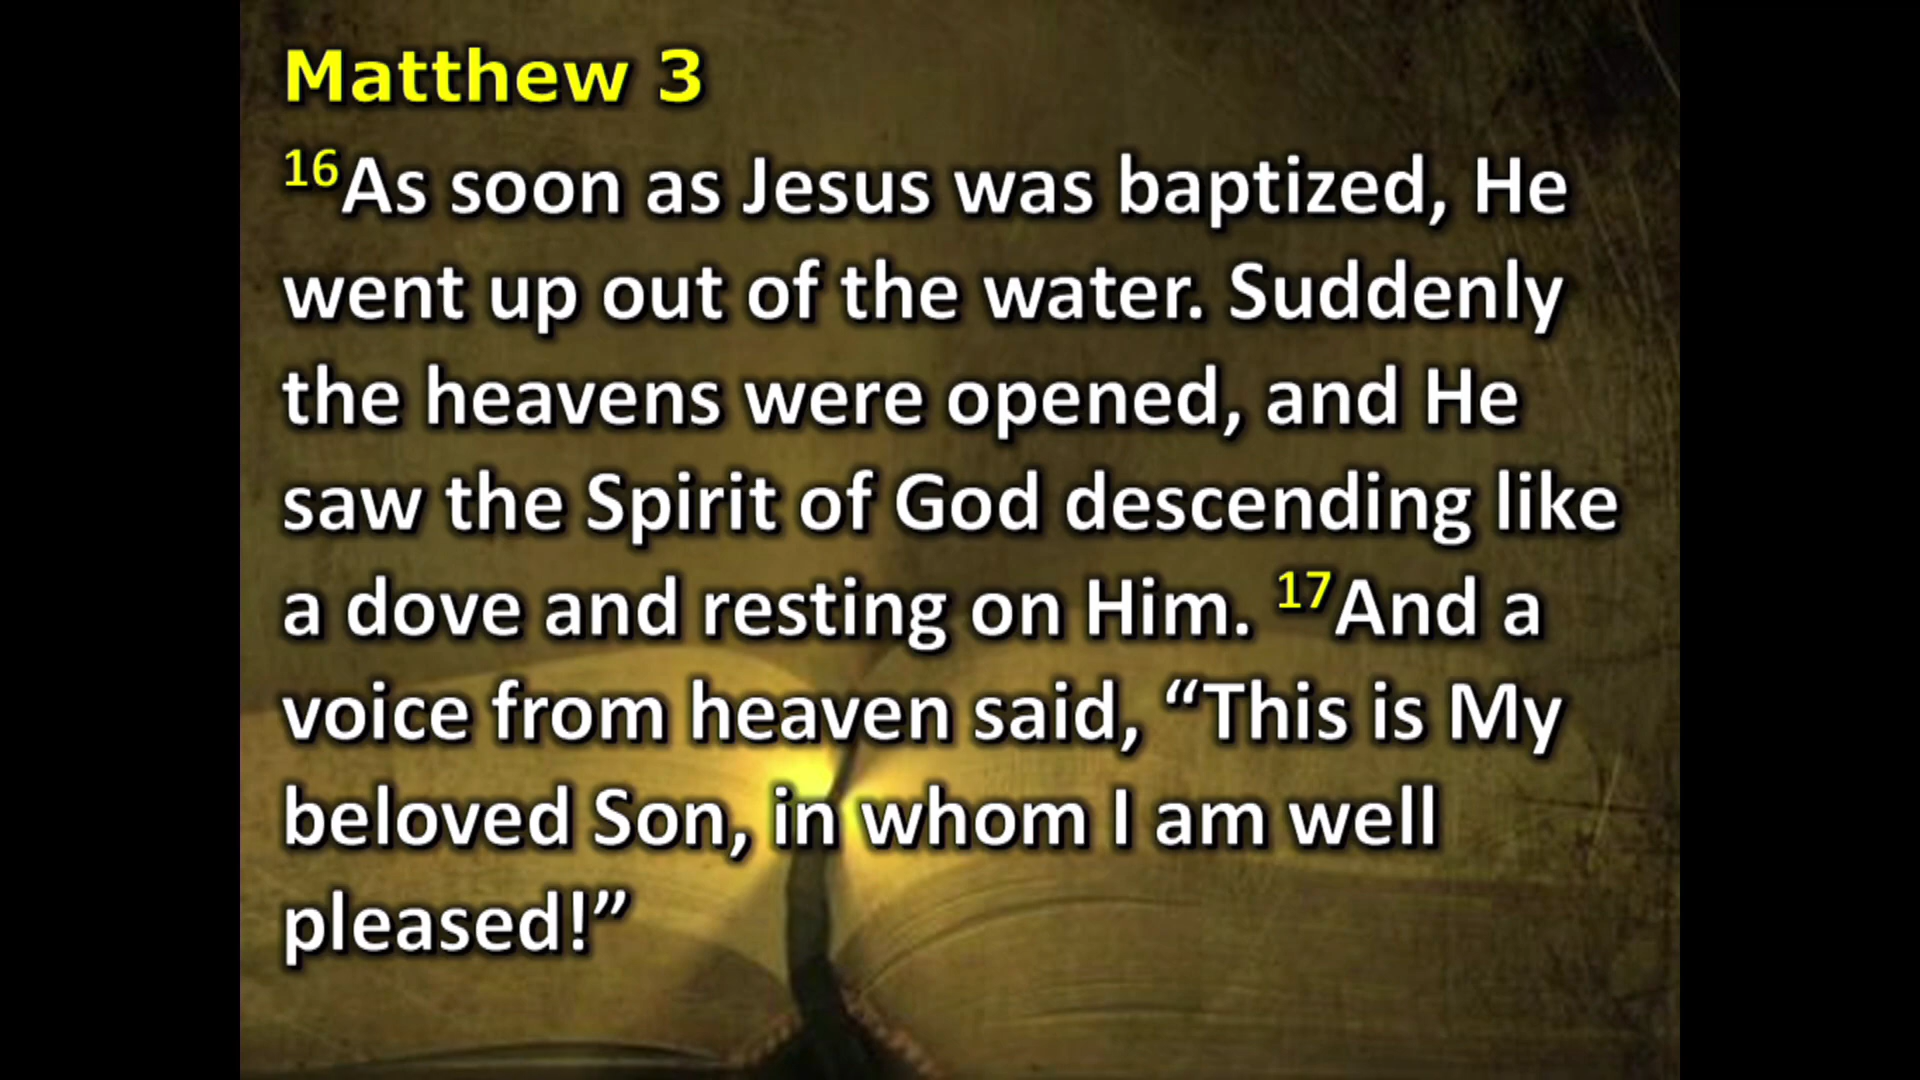 Matthew 3
16As soon as Jesus was baptized, He
went up out of the water. Suddenly
the heavens were opened, and He
saw the Spirit of God descending like
a dove and resting on Him. 17And a
voice from heaven said, “This is My
beloved Son, in whom I am well
pleased!”